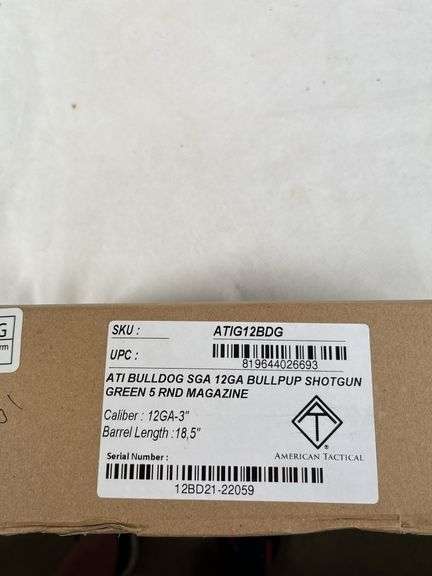 SKU : ATIG12BDG
UPC : 
819644026693
ATI BULLDOG SGA 12GA BULLPUP SHOTGUN
GREEN 5 RND MAGAZINE
Caliber : 12GA-3"
Barrel Length :18,5"
AMERICAN TACTICAL
Serial Number :
12BD21-22059
G
rm